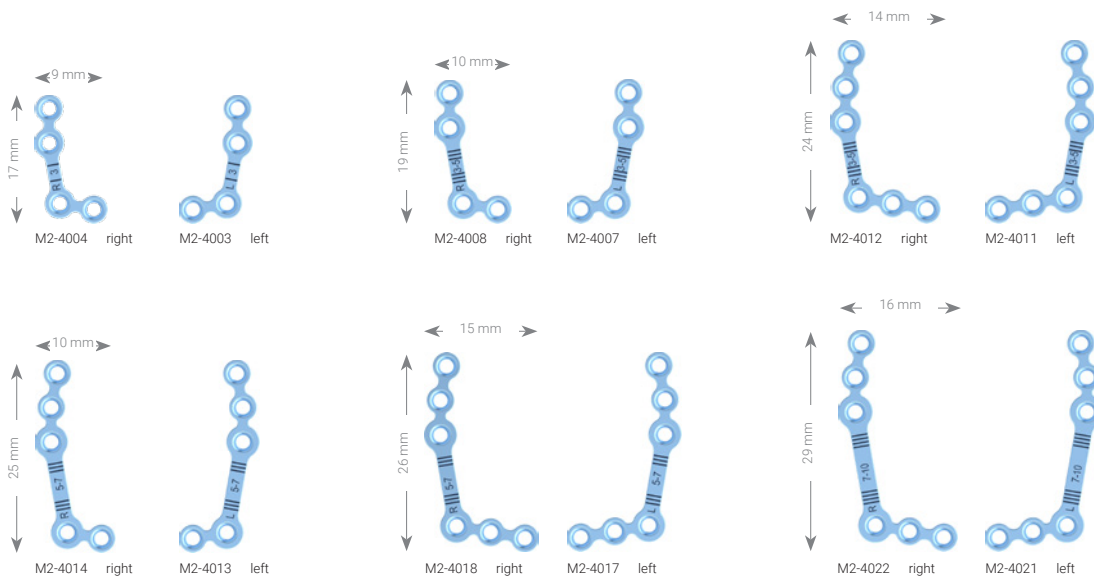 14 mm
9 mm
10 mm
17 mm
19 mm
24 mm
R 3
L 3
R 3-5
L 3-5
R 3-5
L 3-5
M2-4004 right
M2-4003 left
M2-4008 right
M2-4007 left
M2-4012 right
M2-4011 left
16 mm
15 mm
10 mm
25 mm
26 mm
29 mm
R 5-7
L 5-7
R 5-7
L 5-7
R 7-10
L 7-10
M2-4014 right
M2-4013 left
M2-4018 right
M2-4017 left
M2-4022 right
M2-4021 left